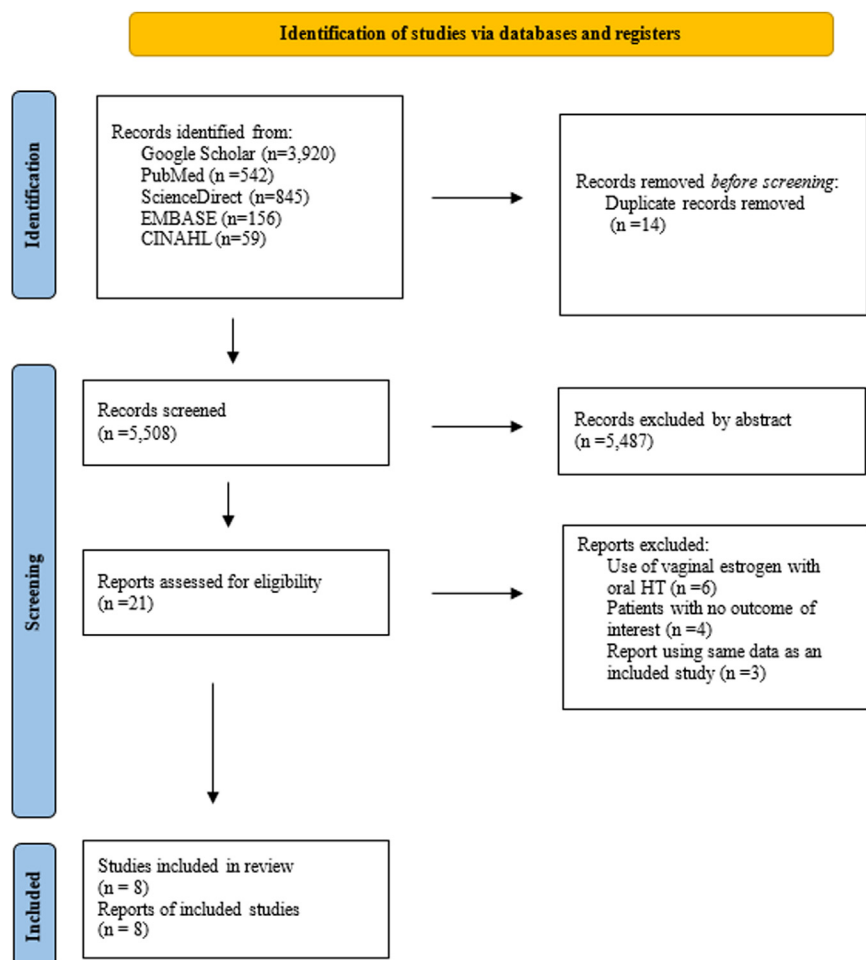 Identification of studies via databases and registers
Identification
Records identified from:
Google Scholar (n=3,920)
PubMed (n =542)
ScienceDirect (n=845)
EMBASE (n=156)
CINAHL (n=59)
Records removed before screening:
Duplicate records removed
(n =14)
Screening
Records screened
(n =5,508)
Records excluded by abstract
(n =5,487)
Reports assessed for eligibility
(n =21)
Reports excluded:
Use of vaginal estrogen with
oral HT (n =6)
Patients with no outcome of
interest (n =4)
Report using same data as an
included study (n =3)
Included
Studies included in review
(n = 8)
Reports of included studies
(n = 8)